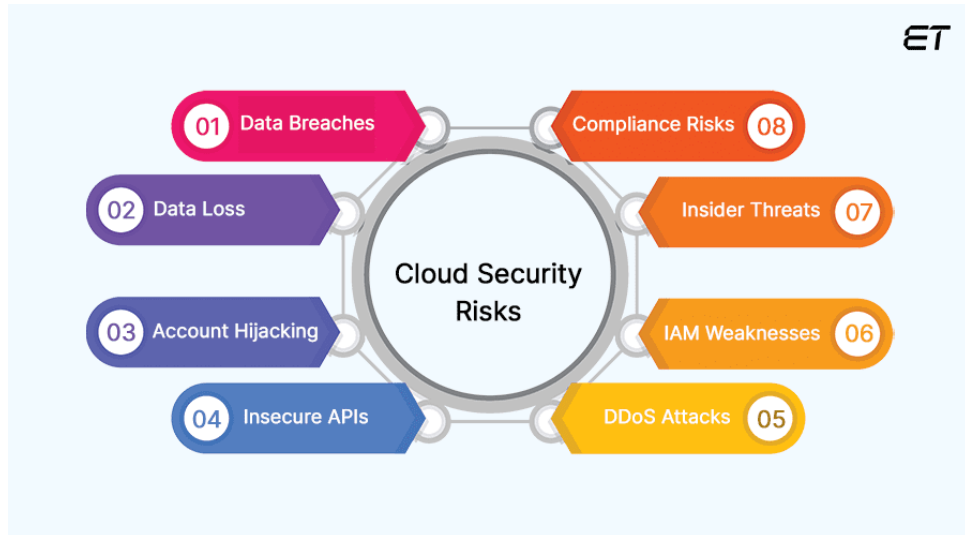 ET
01 Data Breaches
02 Data Loss
03 Account Hijacking
04 Insecure APIs
Cloud Security
Risks
Compliance Risks 08
Insider Threats 07
IAM Weaknesses 06
DDoS Attacks 05